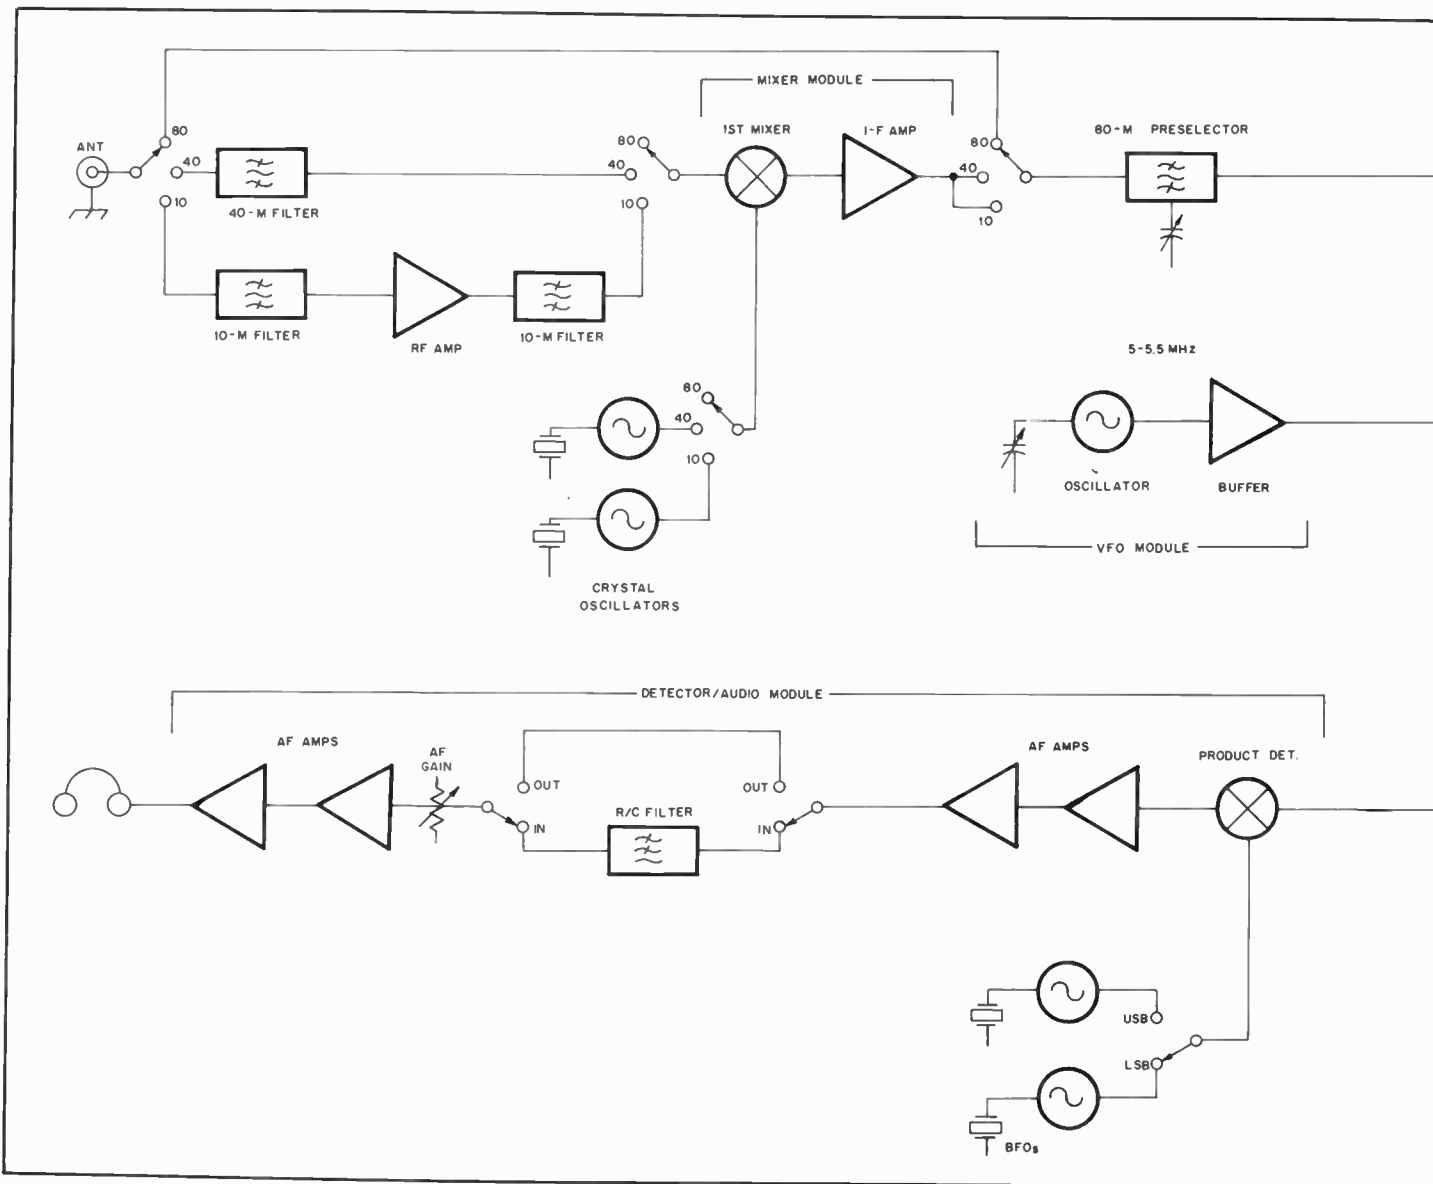 MIXER MODULE
ANT
80
40
10
40-M FILTER
10-M FILTER
RF AMP
10-M FILTER
80
40
10
1ST MIXER
I-F AMP
80
40
10
80-M PRESELECTOR
80
40
10
CRYSTAL
OSCILLATORS
5-5.5 MHz
OSCILLATOR
BUFFER
VFO MODULE
DETECTOR/AUDIO MODULE
AF AMPS
AF
GAIN
OUT
IN
R/C FILTER
OUT
IN
AF AMPS
PRODUCT DET.
USB
LSB
BFOs